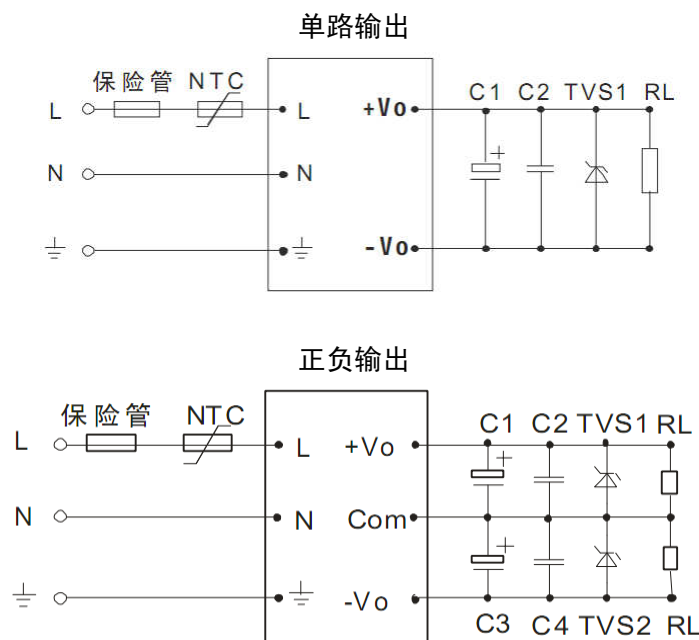 单路输出
保险管 NTC C1 C2 TVS1 RL
L L +Vo
N N
-Vo
正负输出
保险管 NTC C1 C2 TVS1 RL
L L +Vo
N N Com
-Vo
C3 C4 TVS2 RL